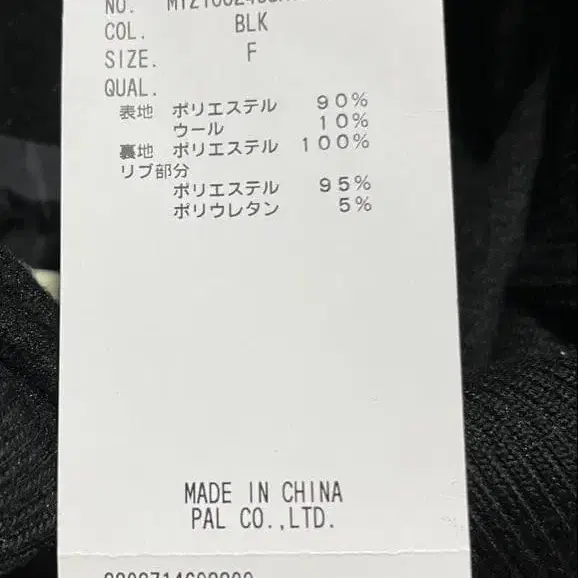 NO.
COL. BLK
SIZE. F
QUAL.
表地 ポリエステル 90%
ウール 10%
裏地 ポリエステル 100%
リブ部分
ポリエステル 95%
ポリウレタン 5%
MADE IN CHINA
PAL CO.,LTD.